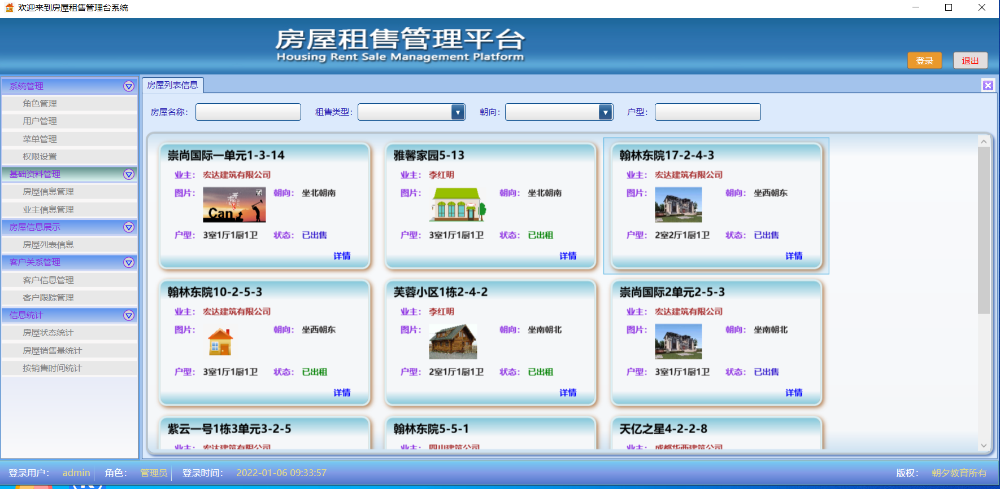 欢迎来到房屋租售管理台系统
房屋租售管理平台
Housing Rent Sale Management Platform
登录 退出
系统管理
角色管理
用户管理
菜单管理
权限设置
基础资料管理
房屋信息管理
业主信息管理
房屋信息展示
房屋列表信息
客户关系管理
客户信息管理
客户跟踪管理
信息统计
房屋状态统计
房屋销售量统计
按销售时间统计
房屋列表信息
房屋名称： 租售类型： 朝向： 户型：
崇尚国际一单元1-3-14
业主： 宏达建筑有限公司
图片： 朝向： 坐北朝南
Can
户型： 3室1厅1厨1卫 状态： 已出售
详情
雅馨家园5-13
业主： 李红明
图片： 朝向： 坐北朝南
户型： 3室1厅1厨1卫 状态： 已出租
详情
翰林东院17-2-4-3
业主： 宏达建筑有限公司
图片： 朝向： 坐西朝东
户型： 2室2厅1厨1卫 状态： 已出售
详情
翰林东院10-2-5-3
业主： 宏达建筑有限公司
图片： 朝向： 坐西朝东
户型： 3室1厅1厨1卫 状态： 已出租
详情
芙蓉小区1栋2-4-2
业主： 李红明
图片： 朝向： 坐南朝北
户型： 2室1厅1厨1卫 状态： 已出租
详情
崇尚国际2单元2-5-3
业主： 宏达建筑有限公司
图片： 朝向： 坐南朝北
户型： 3室1厅1厨1卫 状态： 已出售
详情
紫云一号1栋3单元3-2-5
业主： 宏达建筑有限公司
翰林东院5-5-1
业主： 四川建筑公司
天亿之星4-2-2-8
业主： 成都华西建筑公司
登录用户： admin 角色： 管理员 登录时间： 2022-01-06 09:33:57 版权： 朝夕教育所有